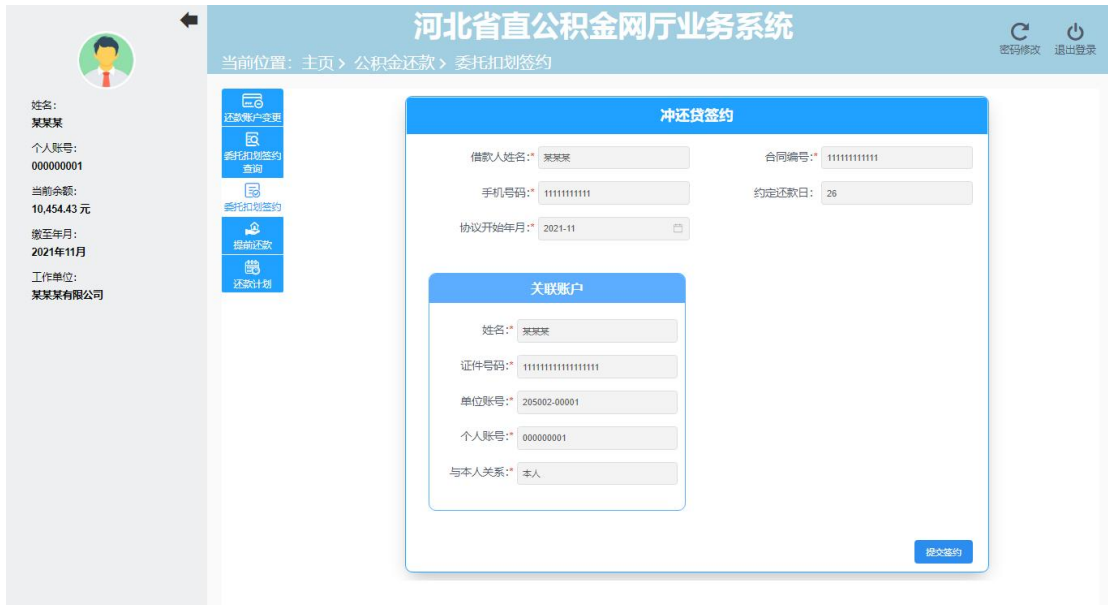 河北省直公积金网厅业务系统
密码修改 退出登录
当前位置：主页 > 公积金还款 > 委托扣划签约
姓名：
某某某
个人账号：
000000001
当前余额：
10,454.43 元
缴至年月：
2021年11月
工作单位：
某某某有限公司
还款账户变更
委托扣划签约
查询
委托扣划签约
提前还款
还款计划
冲还贷签约
借款人姓名:* 某某某 合同编号:* 111111111111
手机号码:* 11111111111 约定还款日: 26
协议开始年月:* 2021-11
关联账户
姓名:* 某某某
证件号码:* 111111111111111111
单位账号:* 205002-00001
个人账号:* 000000001
与本人关系:* 本人
提交签约